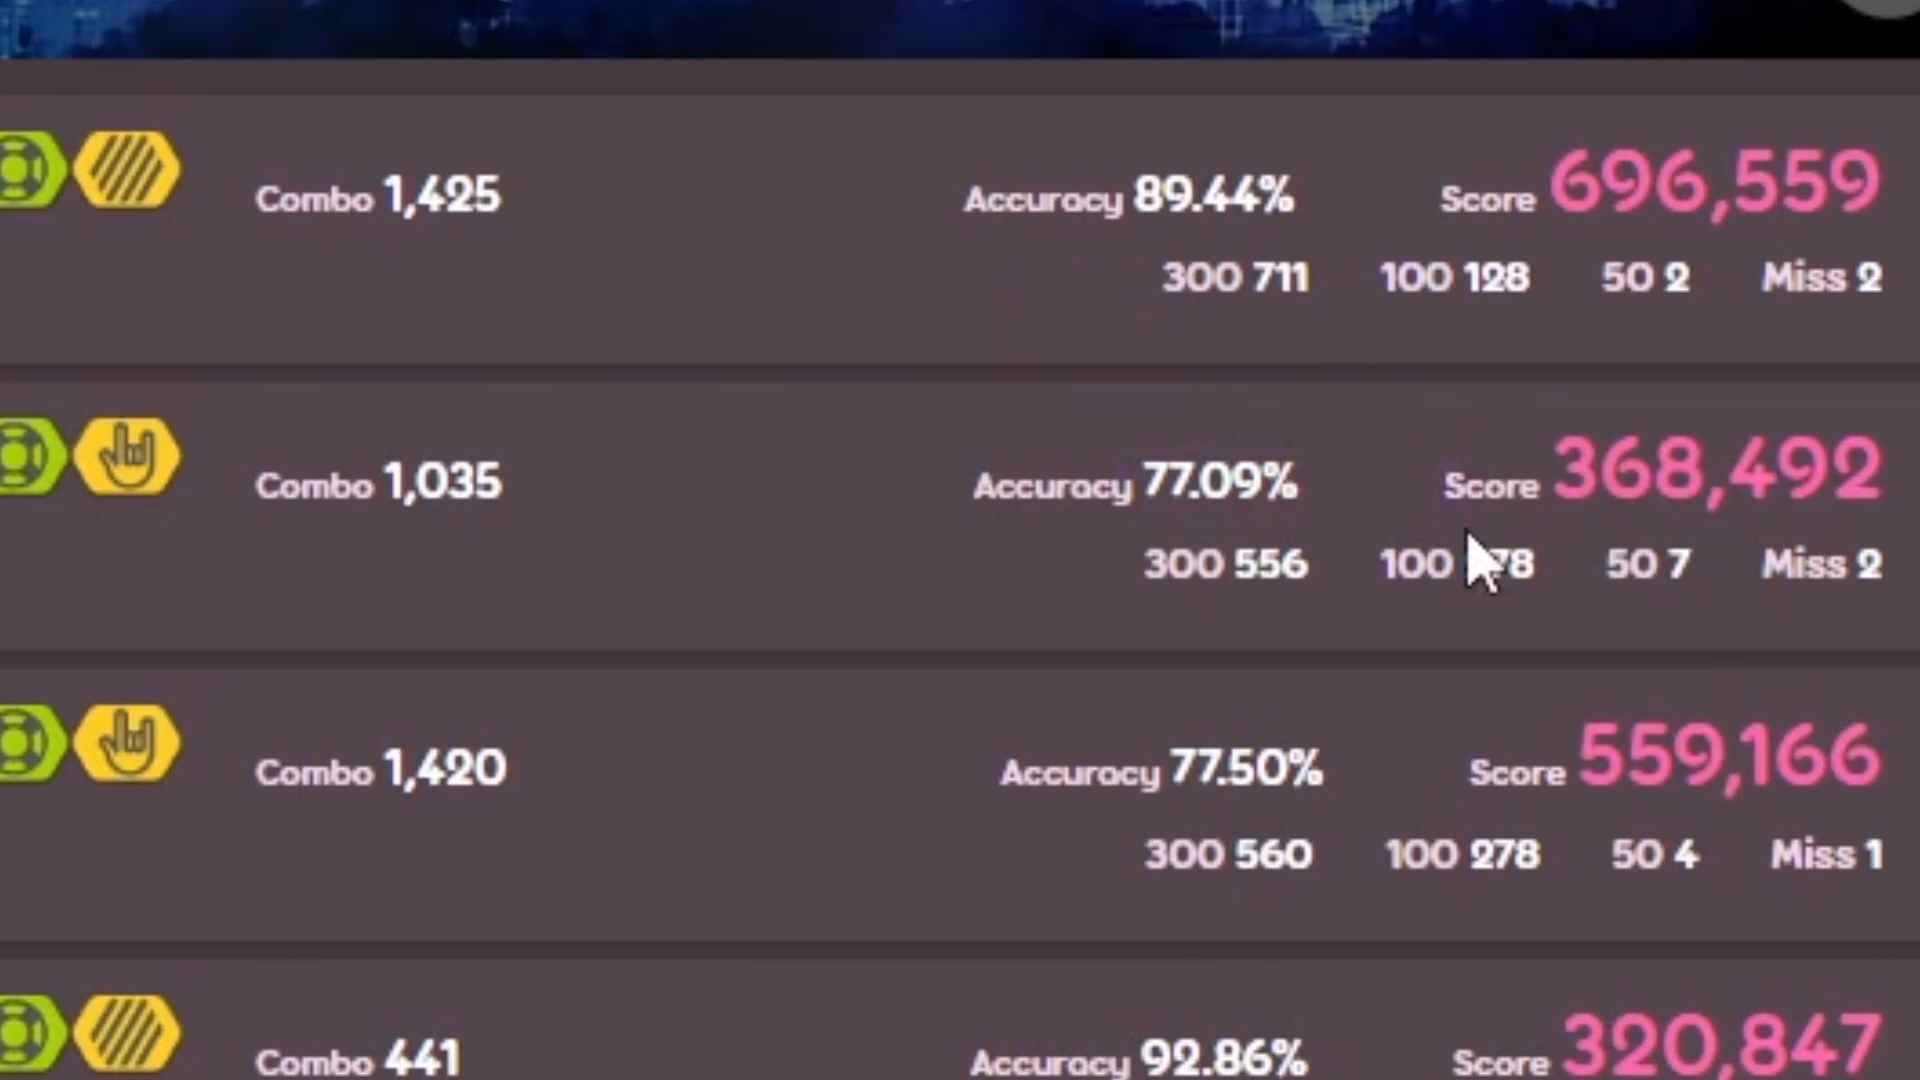 Combo 1,425 Accuracy 89.44% Score 696,559
300 711 100 128 50 2 Miss 2
Combo 1,035 Accuracy 77.09% Score 368,492
300 556 100 50 7 Miss 2
Combo 1,420 Accuracy 77.50% Score 559,166
300 560 100 278 50 4 Miss 1
Combo 441 Accuracy 92.86% Score 320,847